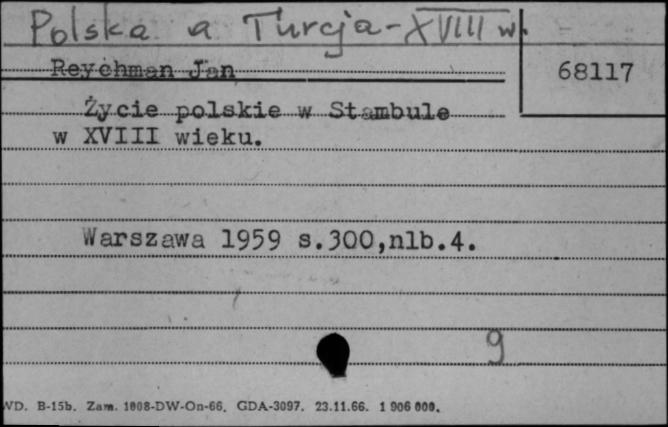 Polska a Turcja - XVIII w.
Reychman Jan
68117
Życie polskie w Stambule
w XVIII wieku.
Warszawa 1959 s.300,nlb.4.
9
WD. B-15b. Zam. 1008-DW-On-66. GDA-3097. 23.11.66. 1 906 000.